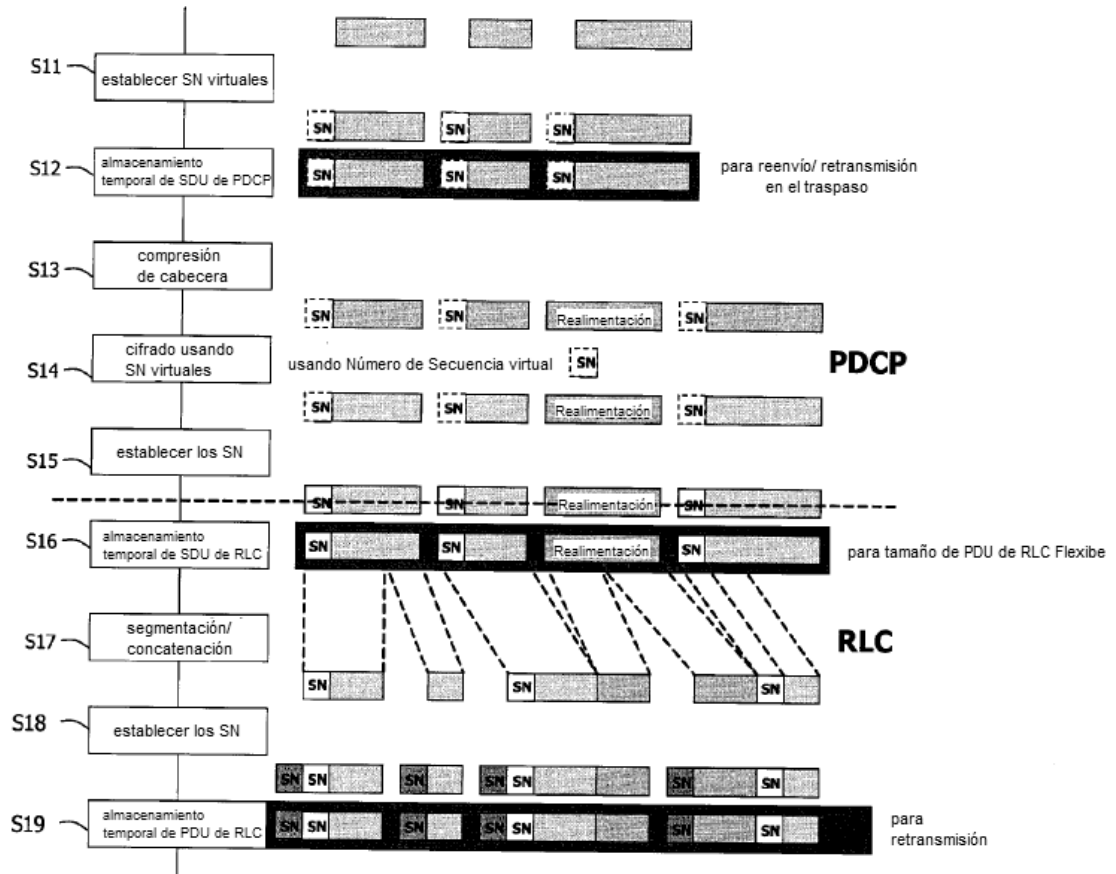 S11
establecer SN virtuales
SN SN SN
S12
almacenamiento
temporal de SDU de PDCP
SN SN SN
para reenvío/ retransmisión
en el traspaso
S13
compresión
de cabecera
SN SN Realimentación SN
S14
cifrado usando
SN virtuales
usando Número de Secuencia virtual SN
PDCP
SN SN Realimentación SN
S15
establecer los SN
SN SN Realimentación SN
S16
almacenamiento
temporal de SDU de RLC
SN SN Realimentación SN
para tamaño de PDU de RLC Flexibe
S17
segmentación/
concatenación
RLC
SN SN SN
S18
establecer los SN
SN SN SN SN SN SN SN
S19
almacenamiento
temporal de PDU de RLC
SN SN SN SN SN SN SN
para
retransmisión